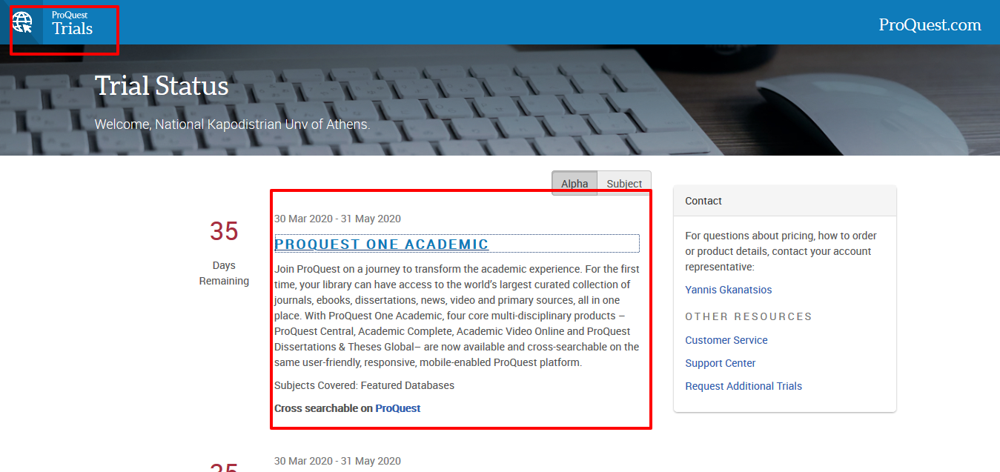 ProQuest
Trials
ProQuest.com
Trial Status
Welcome, National Kapodistrian Unv of Athens.
Alpha
Subject
35
Days
Remaining
30 Mar 2020 - 31 May 2020
PROQUEST ONE ACADEMIC
Join ProQuest on a journey to transform the academic experience. For the first
time, your library can have access to the world’s largest curated collection of
journals, ebooks, dissertations, news, video and primary sources, all in one
place. With ProQuest One Academic, four core multi-disciplinary products –
ProQuest Central, Academic Complete, Academic Video Online and ProQuest
Dissertations & Theses Global– are now available and cross-searchable on the
same user-friendly, responsive, mobile-enabled ProQuest platform.
Subjects Covered: Featured Databases
Cross searchable on ProQuest
Contact
For questions about pricing, how to order
or product details, contact your account
representative:
Yannis Gkanatsios
OTHER RESOURCES
Customer Service
Support Center
Request Additional Trials
35
30 Mar 2020 - 31 May 2020